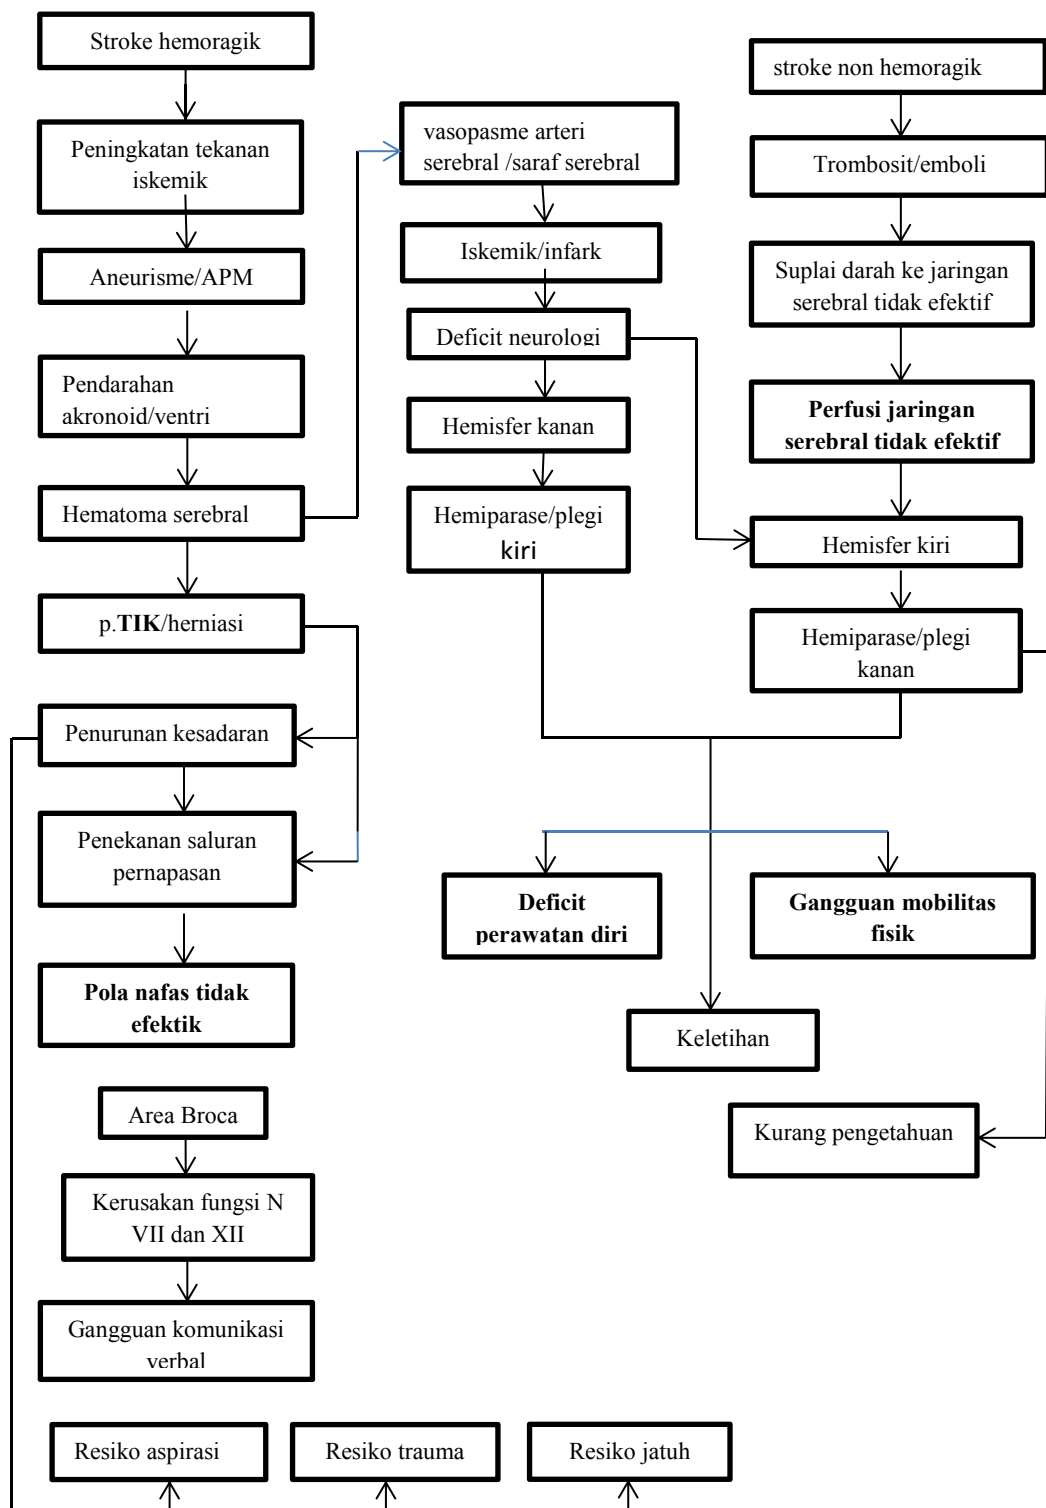 Stroke hemoragik
Peningkatan tekanan
iskemik
Aneurisme/APM
Pendarahan
akronoid/ventri
Hematoma serebral
p.TIK/herniasi
Penurunan kesadaran
Penekanan saluran
pernapasan
Pola nafas tidak
efektik
Area Broca
Kerusakan fungsi N
VII dan XII
Gangguan komunikasi
verbal
vasopasme arteri
serebral /saraf serebral
Iskemik/infark
Deficit neurologi
Hemisfer kanan
Hemiparase/plegi
kiri
stroke non hemoragik
Trombosit/emboli
Suplai darah ke jaringan
serebral tidak efektif
Perfusi jaringan
serebral tidak efektif
Hemisfer kiri
Hemiparase/plegi
kanan
Deficit
perawatan diri
Gangguan mobilitas
fisik
Keletihan
Kurang pengetahuan
Resiko aspirasi
Resiko trauma
Resiko jatuh